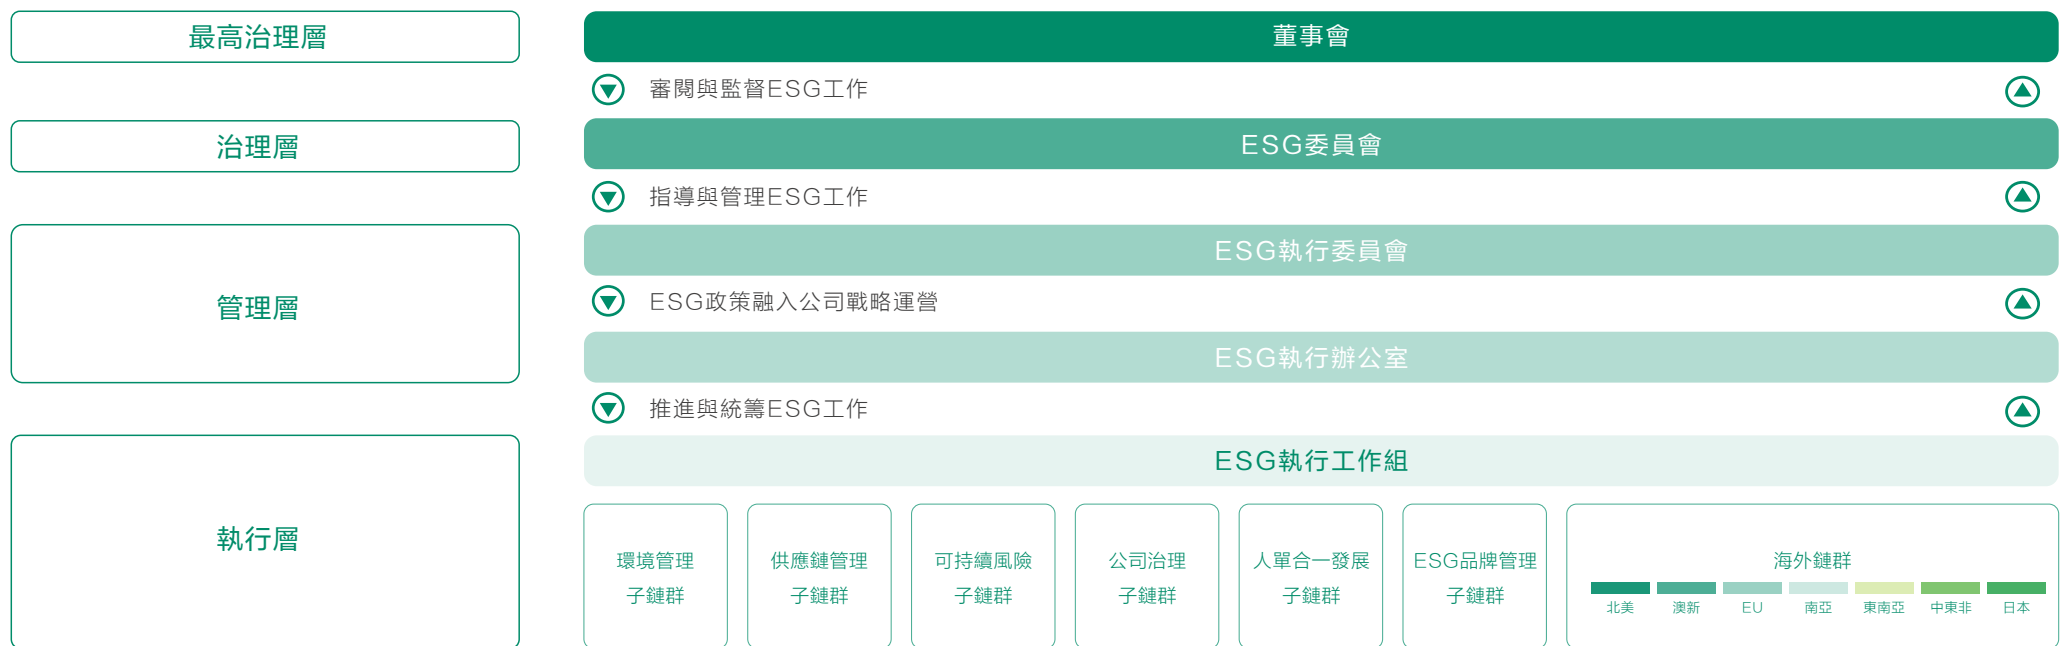 最高治理層
董事會
審閱與監督ESG工作
治理層
ESG委員會
指導與管理ESG工作
管理層
ESG執行委員會
ESG政策融入公司戰略運營
ESG執行辦公室
推進與統籌ESG工作
執行層
ESG執行工作組
環境管理
子鏈群
供應鏈管理
子鏈群
可持續風險
子鏈群
公司治理
子鏈群
人單合一發展
子鏈群
ESG品牌管理
子鏈群
海外鏈群
北美
澳新
EU
南亞
東南亞
中東非
日本